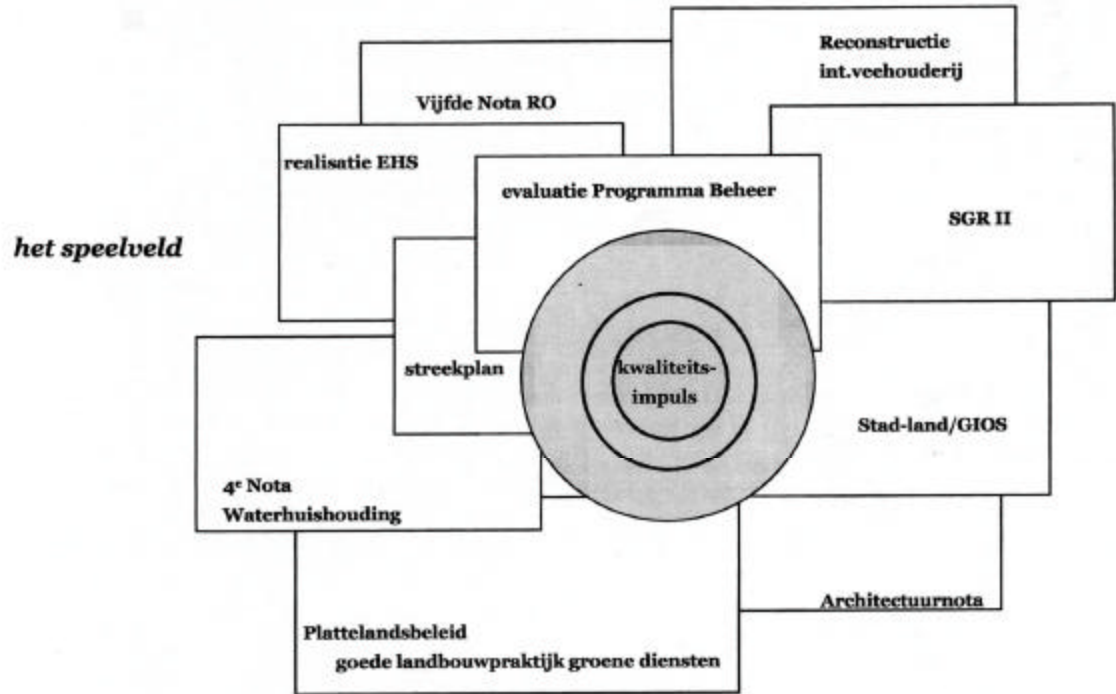 Reconstructie
int.veehouderij
Vijfde Nota RO
realisatie EHS
evaluatie Programma Beheer
SGR II
het speelveld
streekplan
kwaliteits-
impuls
Stad-land/GIOS
4e Nota
Waterhuishouding
Architectuurnota
Plattelandsbeleid
goede landbouwpraktijk groene diensten